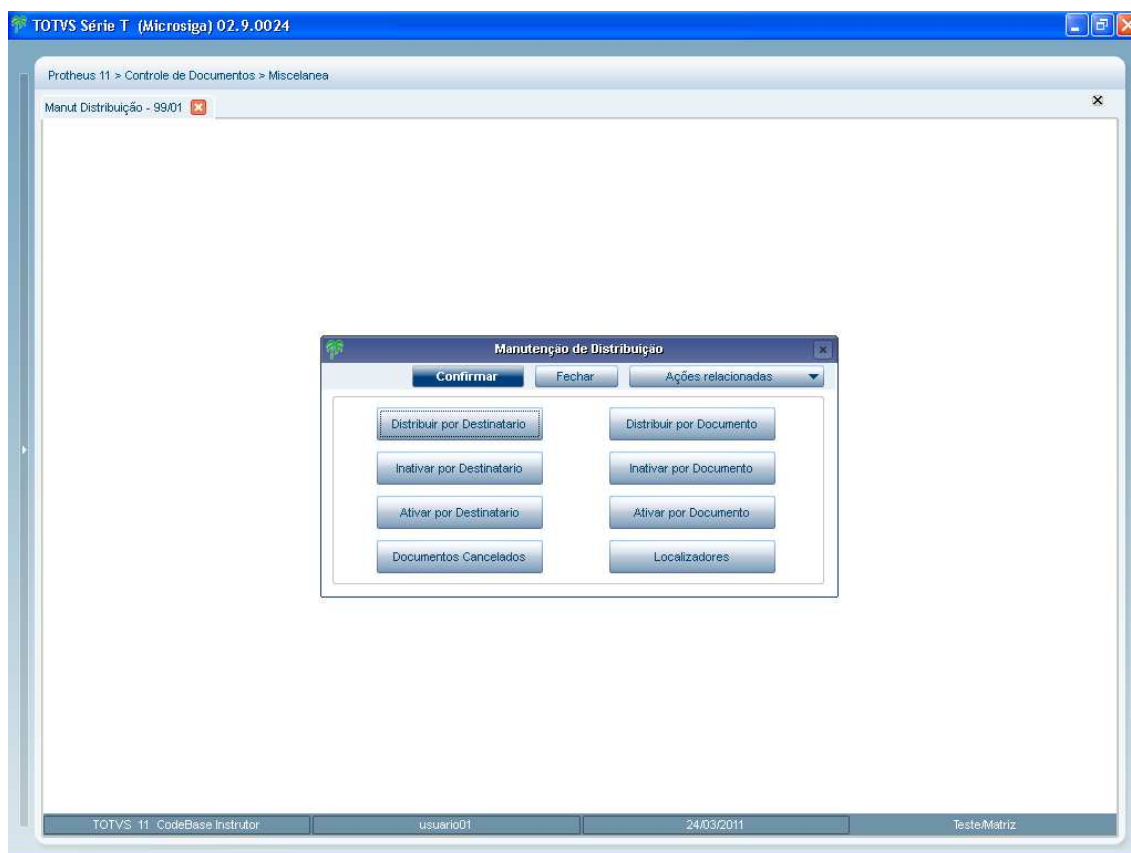 TOTVS Série T (Microsiga) 02.9.0024
Protheus 11 > Controle de Documentos > Miscelanea
Manut Distribuição - 99/01
Manutenção de Distribuição
Confirmar Fechar Ações relacionadas
Distribuir por Destinatario Distribuir por Documento
Inativar por Destinatario Inativar por Documento
Ativar por Destinatario Ativar por Documento
Documentos Cancelados Localizadores
TOTVS 11 CodeBase Instrutor usuario01 24/03/2011 Teste/Matriz